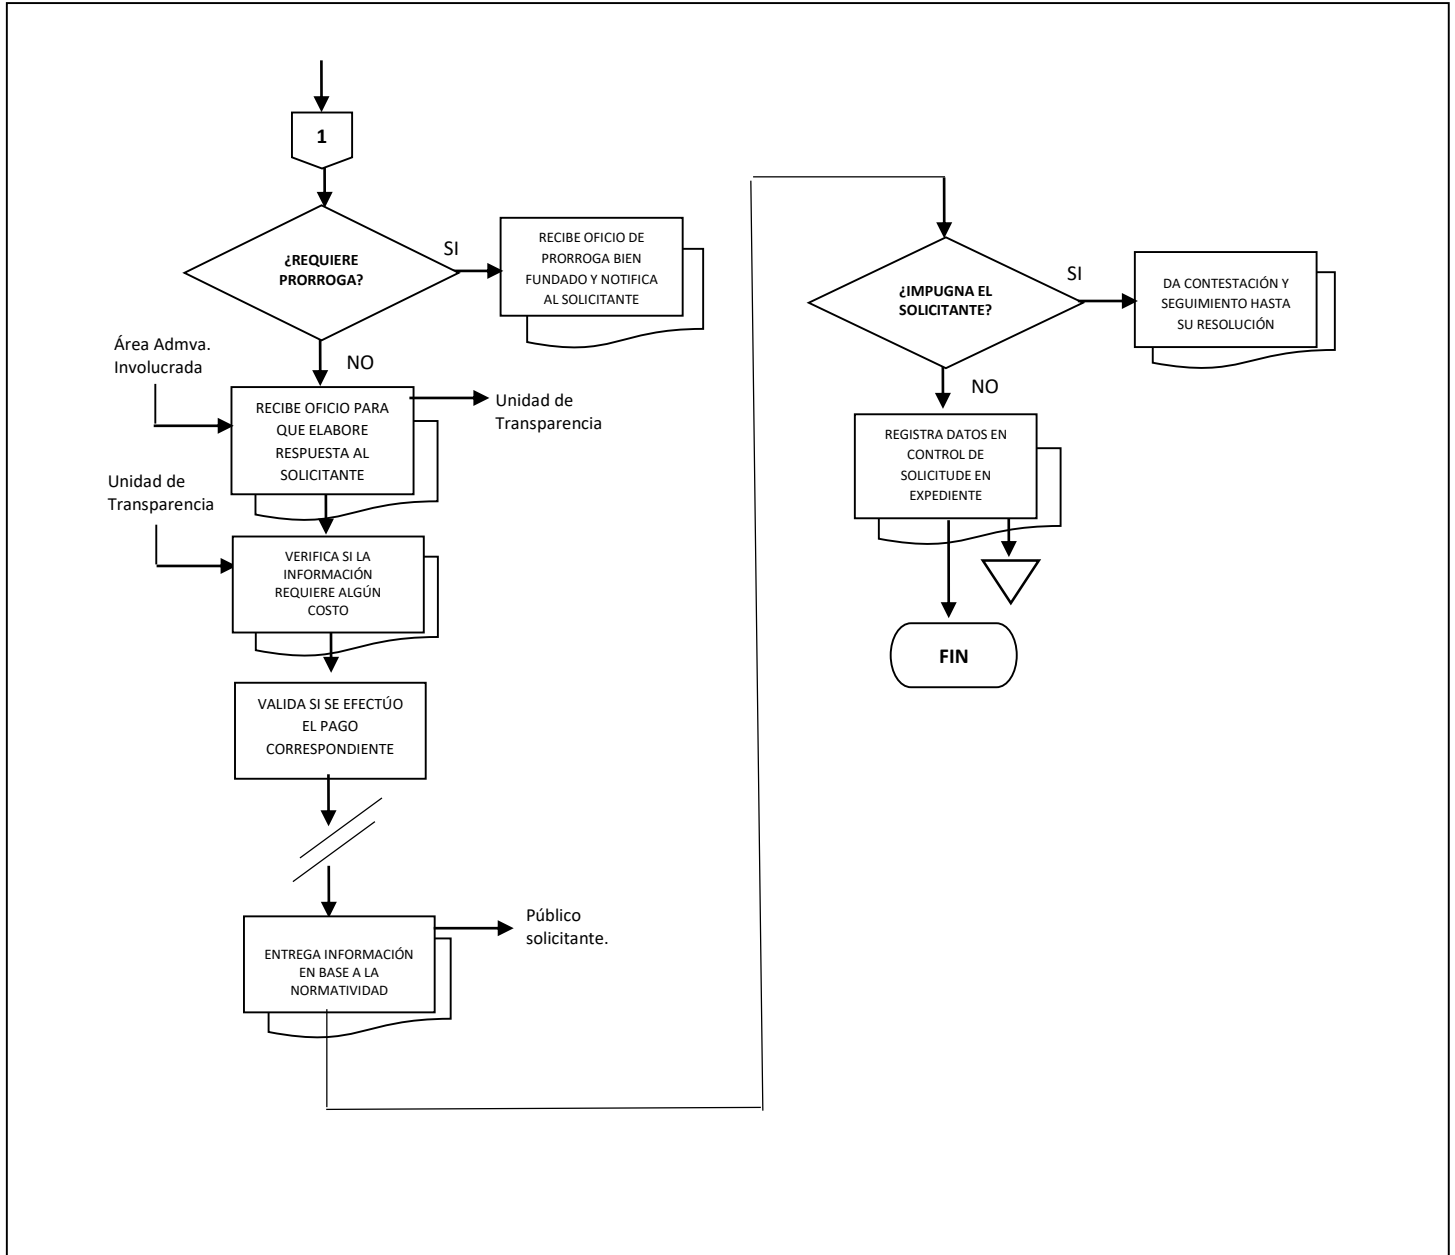 1
¿REQUIERE
PRORROGA?
SI
RECIBE OFICIO DE
PRORROGA BIEN
FUNDADO Y NOTIFICA
AL SOLICITANTE
NO
Área Admva.
Involucrada
RECIBE OFICIO PARA
QUE ELABORE
RESPUESTA AL
SOLICITANTE
Unidad de
Transparencia
Unidad de
Transparencia
VERIFICA SI LA
INFORMACIÓN
REQUIERE ALGÚN
COSTO
VALIDA SI SE EFECTÚO
EL PAGO
CORRESPONDIENTE
ENTREGA INFORMACIÓN
EN BASE A LA
NORMATIVIDAD
Público
solicitante.
¿IMPUGNA EL
SOLICITANTE?
SI
DA CONTESTACIÓN Y
SEGUIMIENTO HASTA
SU RESOLUCIÓN
NO
REGISTRA DATOS EN
CONTROL DE
SOLICITUDE EN
EXPEDIENTE
FIN